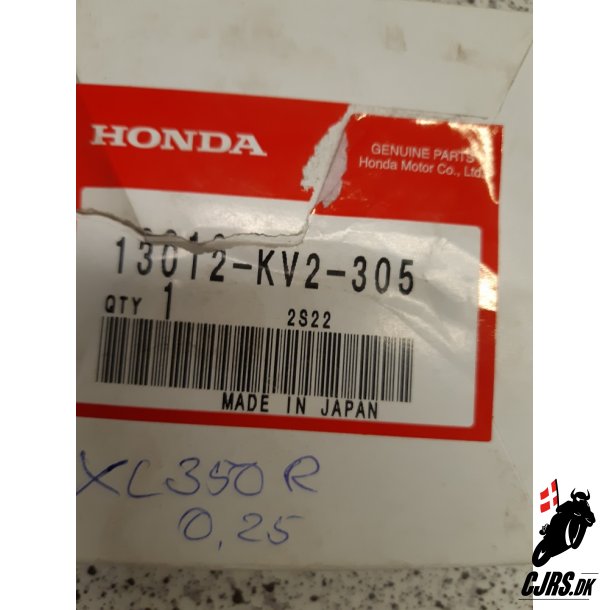 HONDA
GENUINE PARTS
Honda Motor Co., Ltd.
13012-KV2-305
QTY 1 2S22
MADE IN JAPAN
XL350R
0,25
CJRS.DK